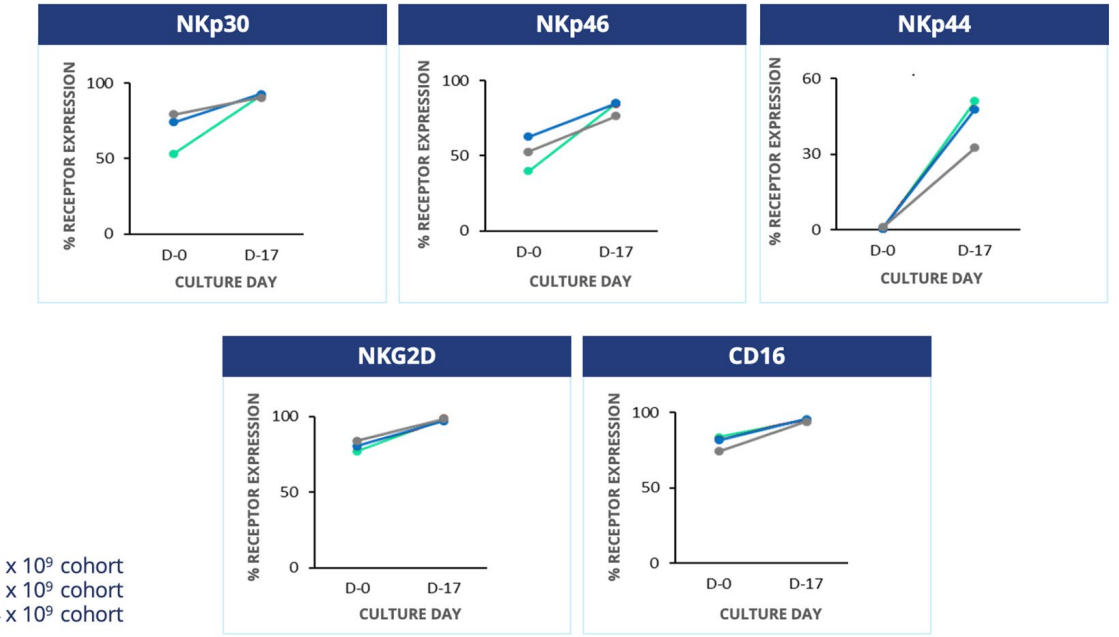 NKp30
% RECEPTOR EXPRESSION
100
50
0
D-0 D-17
CULTURE DAY
NKp46
% RECEPTOR EXPRESSION
100
50
0
D-0 D-17
CULTURE DAY
NKp44
% RECEPTOR EXPRESSION
60
30
0
D-0 D-17
CULTURE DAY
NKG2D
% RECEPTOR EXPRESSION
100
50
0
D-0 D-17
CULTURE DAY
CD16
% RECEPTOR EXPRESSION
100
50
0
D-0 D-17
CULTURE DAY
x 10⁹ cohort
x 10⁹ cohort
x 10⁹ cohort